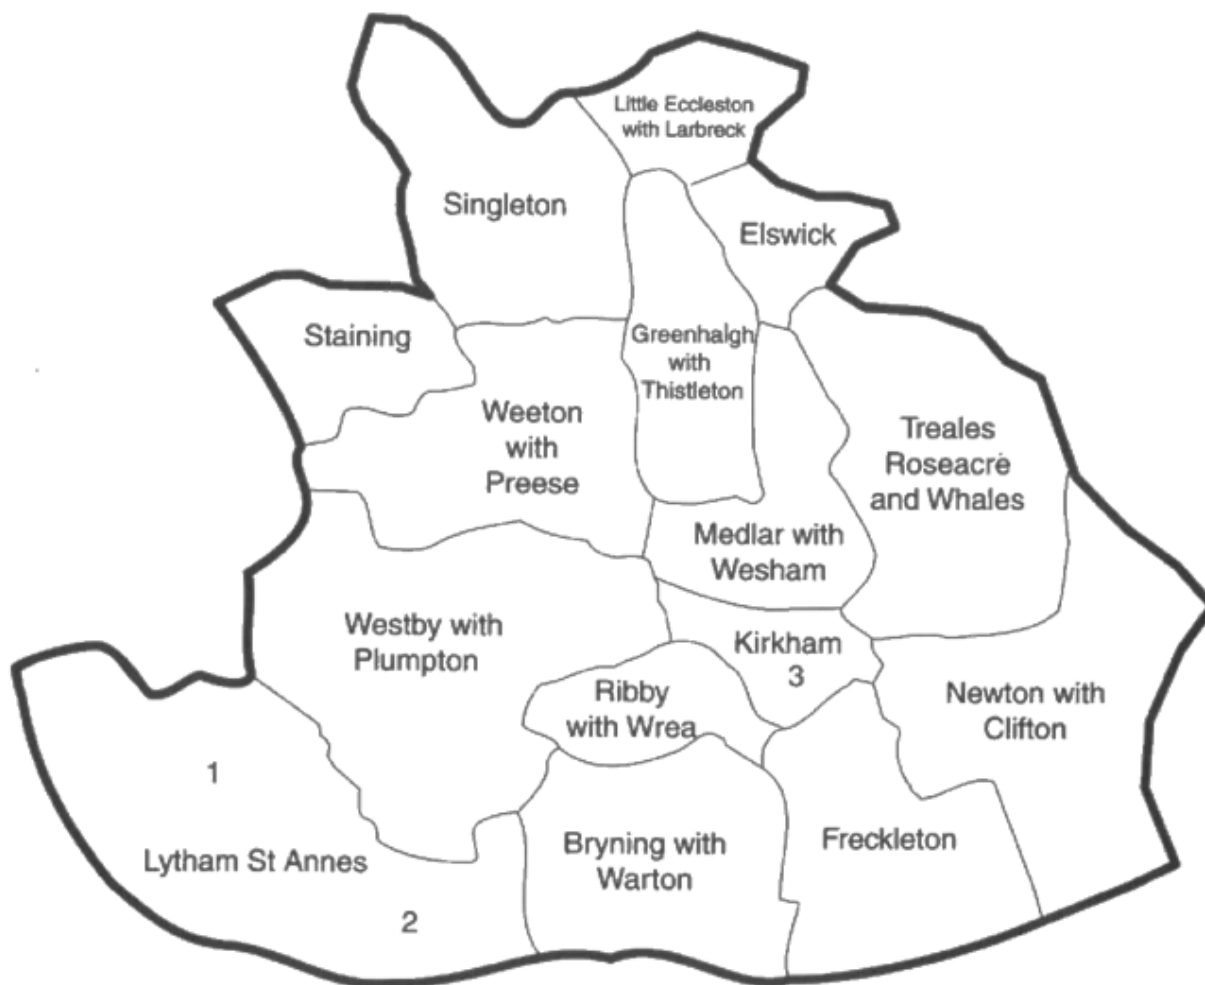 Little Eccleston
with Larbreck
Singleton
Elswick
Staining
Greenhalgh
with
Thistleton
Weeton
with
Preese
Treales
Roseacre
and Whales
Medlar with
Wesham
Westby with
Plumpton
Kirkham
3
Ribby
with Wrea
Newton with
Clifton
1
Lytham St Annes
2
Bryning with
Warton
Freckleton